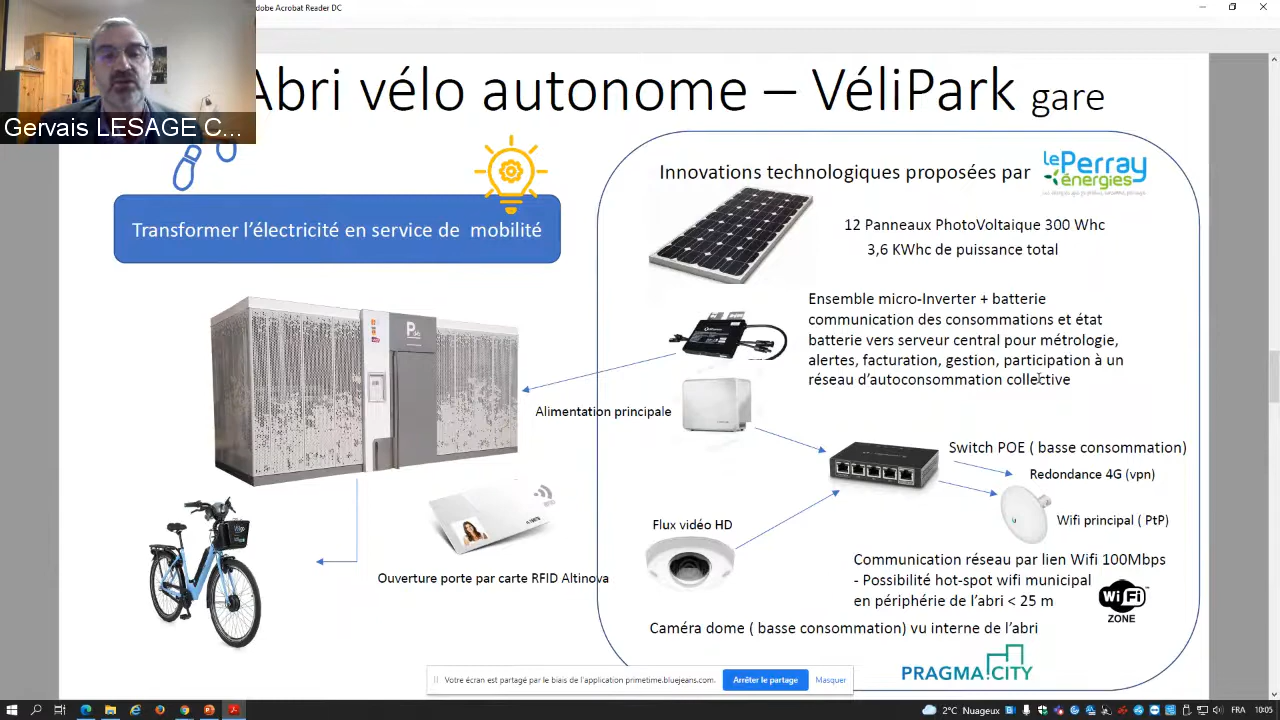 dobe Acrobat Reader DC
Gervais LESAGE C...
Abri vélo autonome – VéliPark gare
Transformer l'électricité en service de mobilité
Innovations technologiques proposées par
le Perray
énergies
12 Panneaux PhotoVoltaique 300 Whc
3,6 KWhc de puissance total
Ensemble micro-Inverter + batterie
communication des consommations et état
batterie vers serveur central pour métrologie,
alertes, facturation, gestion, participation à un
réseau d'autoconsommation collective
P
Alimentation principale
Switch POE ( basse consommation)
Redondance 4G (vpn)
Wifi principal ( PtP)
Flux vidéo HD
Communication réseau par lien Wifi 100Mbps
- Possibilité hot-spot wifi municipal
en périphérie de l'abri < 25 m
Wi Fi
ZONE
Ouverture porte par carte RFID Altinova
Caméra dome ( basse consommation) vu interne de l'abri
PRAGMA.CITY
Votre écran est partagé par le biais de l'application primetime.bluejeans.com.
Arrêter le partage
Masquer
2°C Nuageux
FRA
10:05